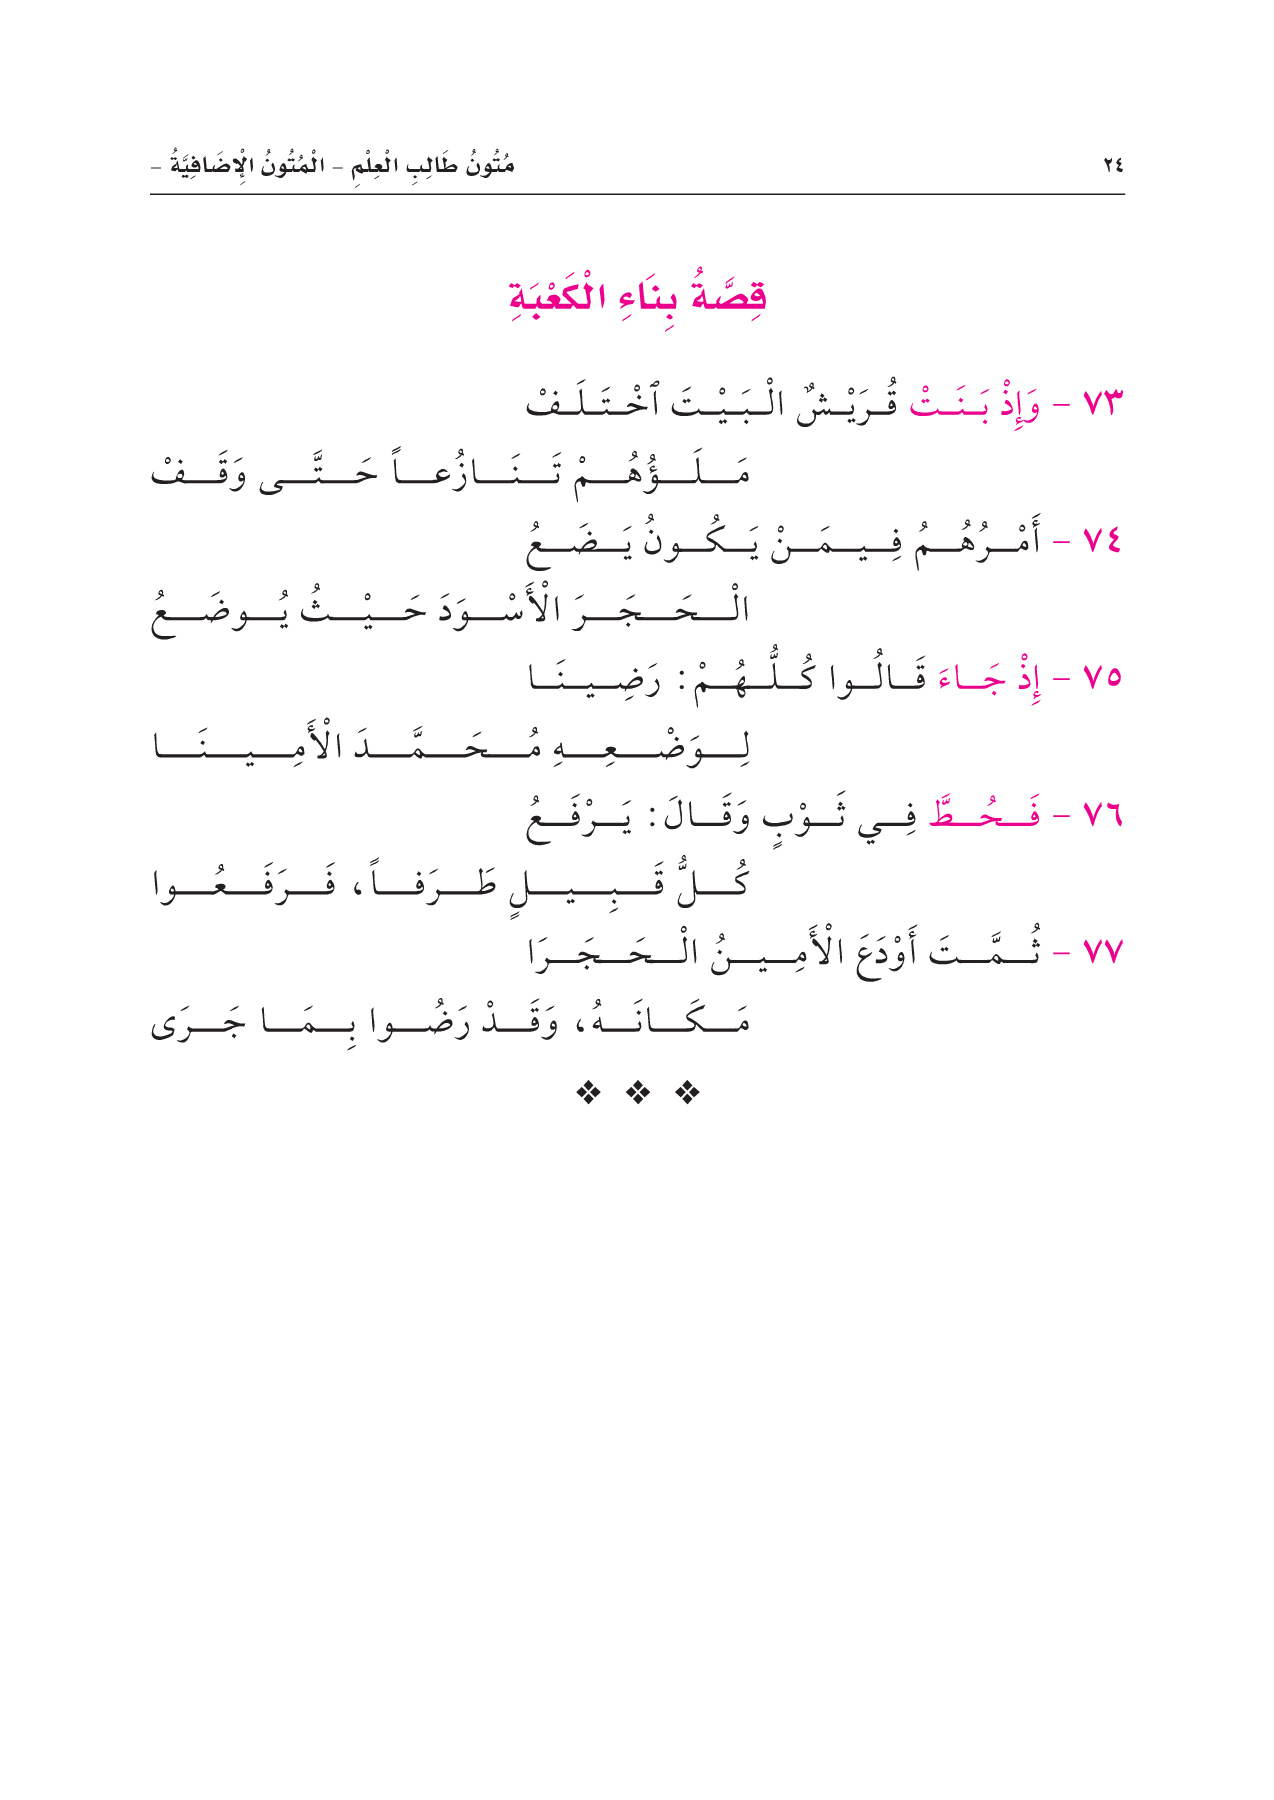 ٢٤
مُتُونُ طَالِبِ الْعِلْمِ - الْمُتُونُ الْإِضَافِيَّةُ -
قِصَّةُ بِنَاءِ الْكَعْبَةِ
٧٣ - وَإِذْ بَنَتْ قُرَيْشٌ الْبَيْتَ ٱخْتَلَفْ
مَلَؤُهُمْ تَنَازُعاً حَتَّى وَقَفْ
٧٤ - أَمْرُهُمُ فِيمَنْ يَكُونُ يَضَعُ
الْحَجَرَ الْأَسْوَدَ حَيْثُ يُوضَعُ
٧٥ - إِذْ جَاءَ قَالُوا كُلُّهُمْ: رَضِينَا
لِوَضْعِهِ مُحَمَّدَ الْأَمِينَا
٧٦ - فَحُطَّ فِي ثَوْبٍ وَقَالَ: يَرْفَعُ
كُلُّ قَبِيلٍ طَرَفاً، فَرَفَعُوا
٧٧ - ثُمَّتَ أَوْدَعَ الْأَمِينُ الْحَجَرَا
مَكَانَهُ، وَقَدْ رَضُوا بِمَا جَرَى